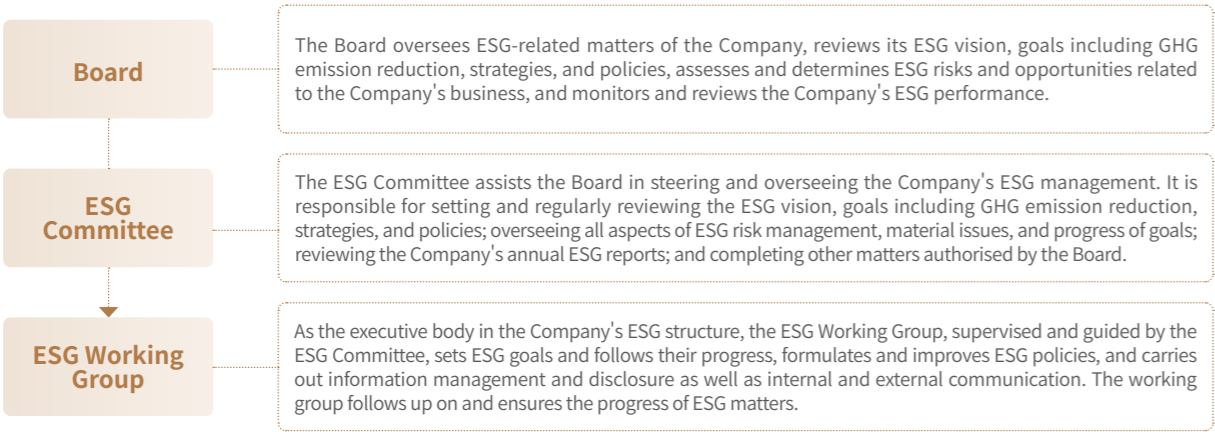 Board
The Board oversees ESG-related matters of the Company, reviews its ESG vision, goals including GHG
emission reduction, strategies, and policies, assesses and determines ESG risks and opportunities related
to the Company's business, and monitors and reviews the Company's ESG performance.
ESG
Committee
The ESG Committee assists the Board in steering and overseeing the Company's ESG management. It is
responsible for setting and regularly reviewing the ESG vision, goals including GHG emission reduction,
strategies, and policies; overseeing all aspects of ESG risk management, material issues, and progress of goals;
reviewing the Company's annual ESG reports; and completing other matters authorised by the Board.
ESG Working
Group
As the executive body in the Company's ESG structure, the ESG Working Group, supervised and guided by the
ESG Committee, sets ESG goals and follows their progress, formulates and improves ESG policies, and carries
out information management and disclosure as well as internal and external communication. The working
group follows up on and ensures the progress of ESG matters.